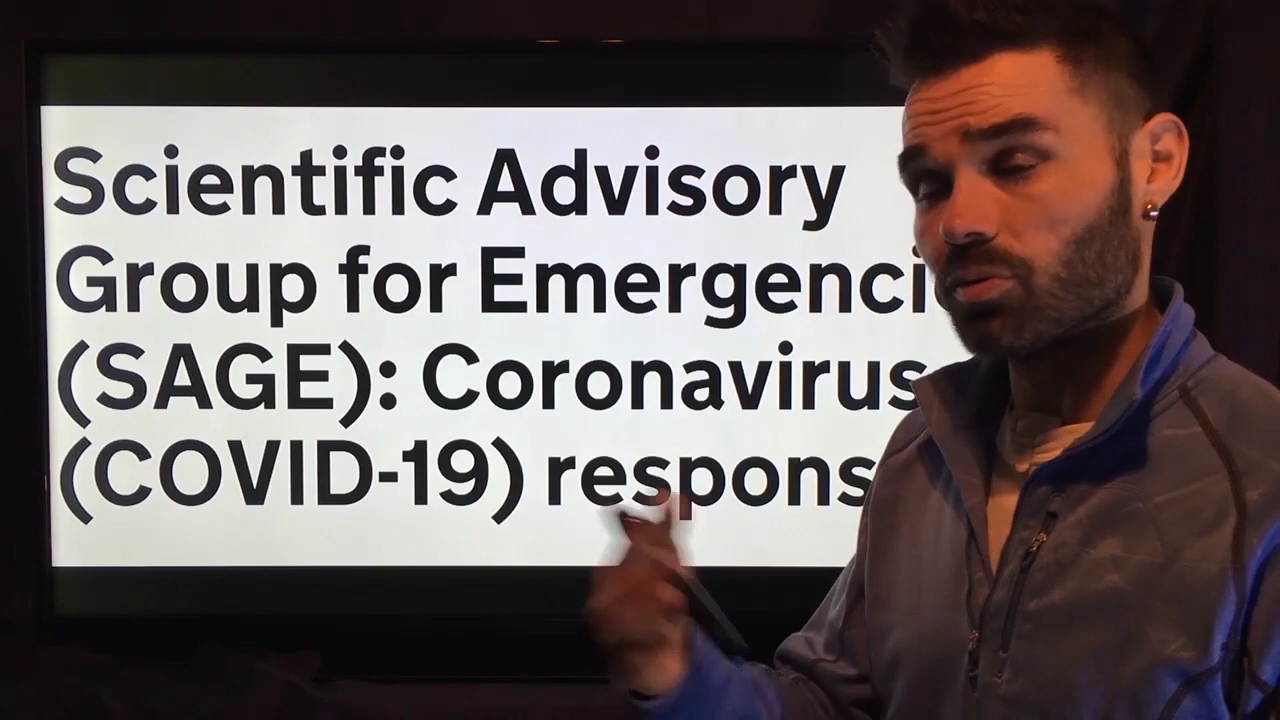 Scientific Advisory
Group for Emergenci
(SAGE): Coronavirus
(COVID-19) respons